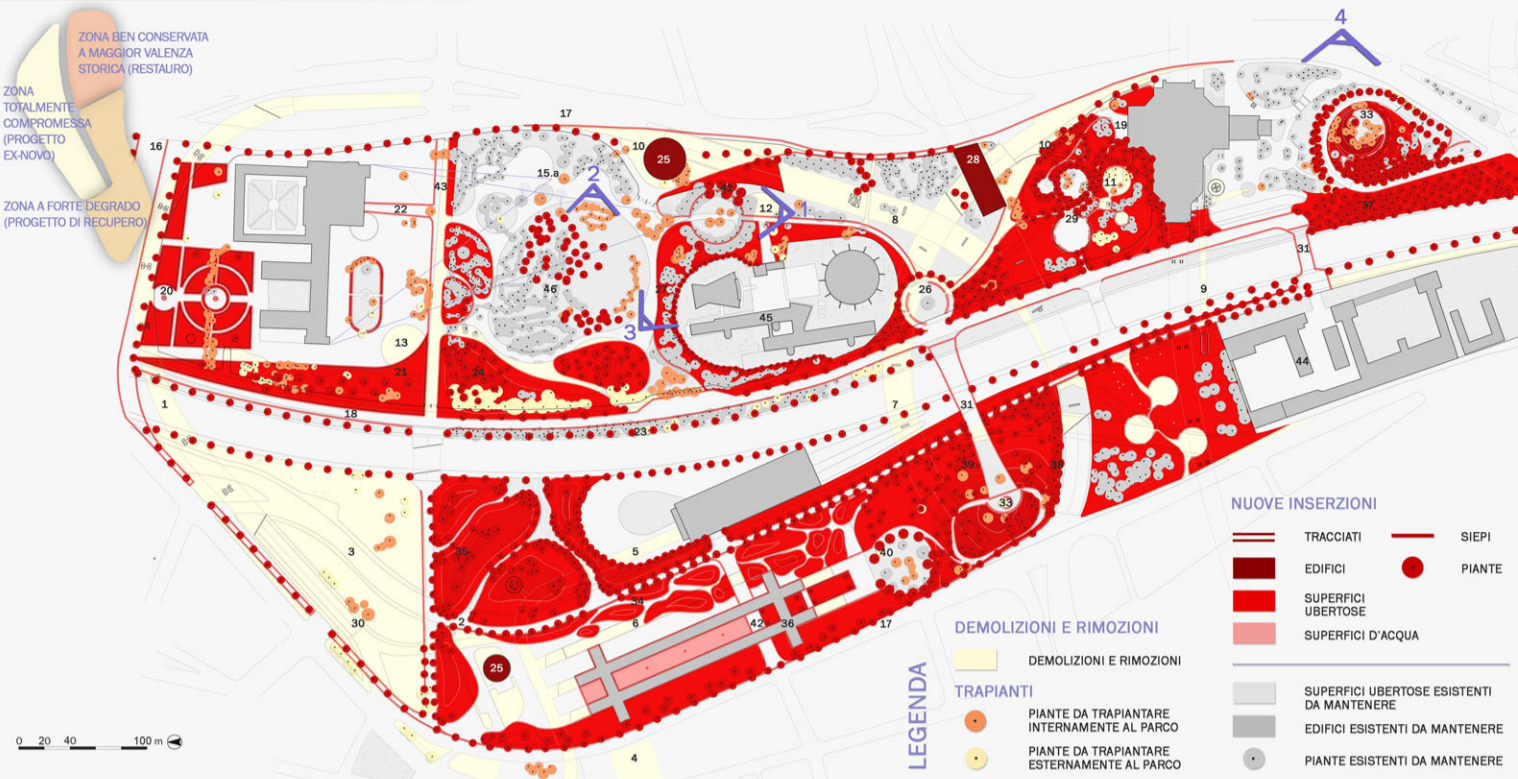 ZONA BEN CONSERVATA
A MAGGIOR VALENZA
STORICA (RESTAURO)
ZONA
TOTALMENTE
COMPROMESSA
(PROGETTO
EX-NOVO)
ZONA A FORTE DEGRADO
(PROGETTO DI RECUPERO)
4
17
16
10
25
28
10
19
33
15.a
2
43
41
12
1
11
22
8
29
37
20
46
27
3
45
26
31
9
13
21
24
44
1
18
23
7
31
3
35
5
39
38
33
40
30
2
34
6
42
36
17
25
4
0 20 40 100 m
LEGENDA
DEMOLIZIONI E RIMOZIONI
DEMOLIZIONI E RIMOZIONI
TRAPIANTI
PIANTE DA TRAPIANTARE
INTERNAMENTE AL PARCO
PIANTE DA TRAPIANTARE
ESTERNAMENTE AL PARCO
NUOVE INSERZIONI
TRACCIATI
SIEPI
EDIFICI
PIANTE
SUPERFICI
UBERTOSE
SUPERFICI D'ACQUA
SUPERFICI UBERTOSE ESISTENTI
DA MANTENERE
EDIFICI ESISTENTI DA MANTENERE
PIANTE ESISTENTI DA MANTENERE